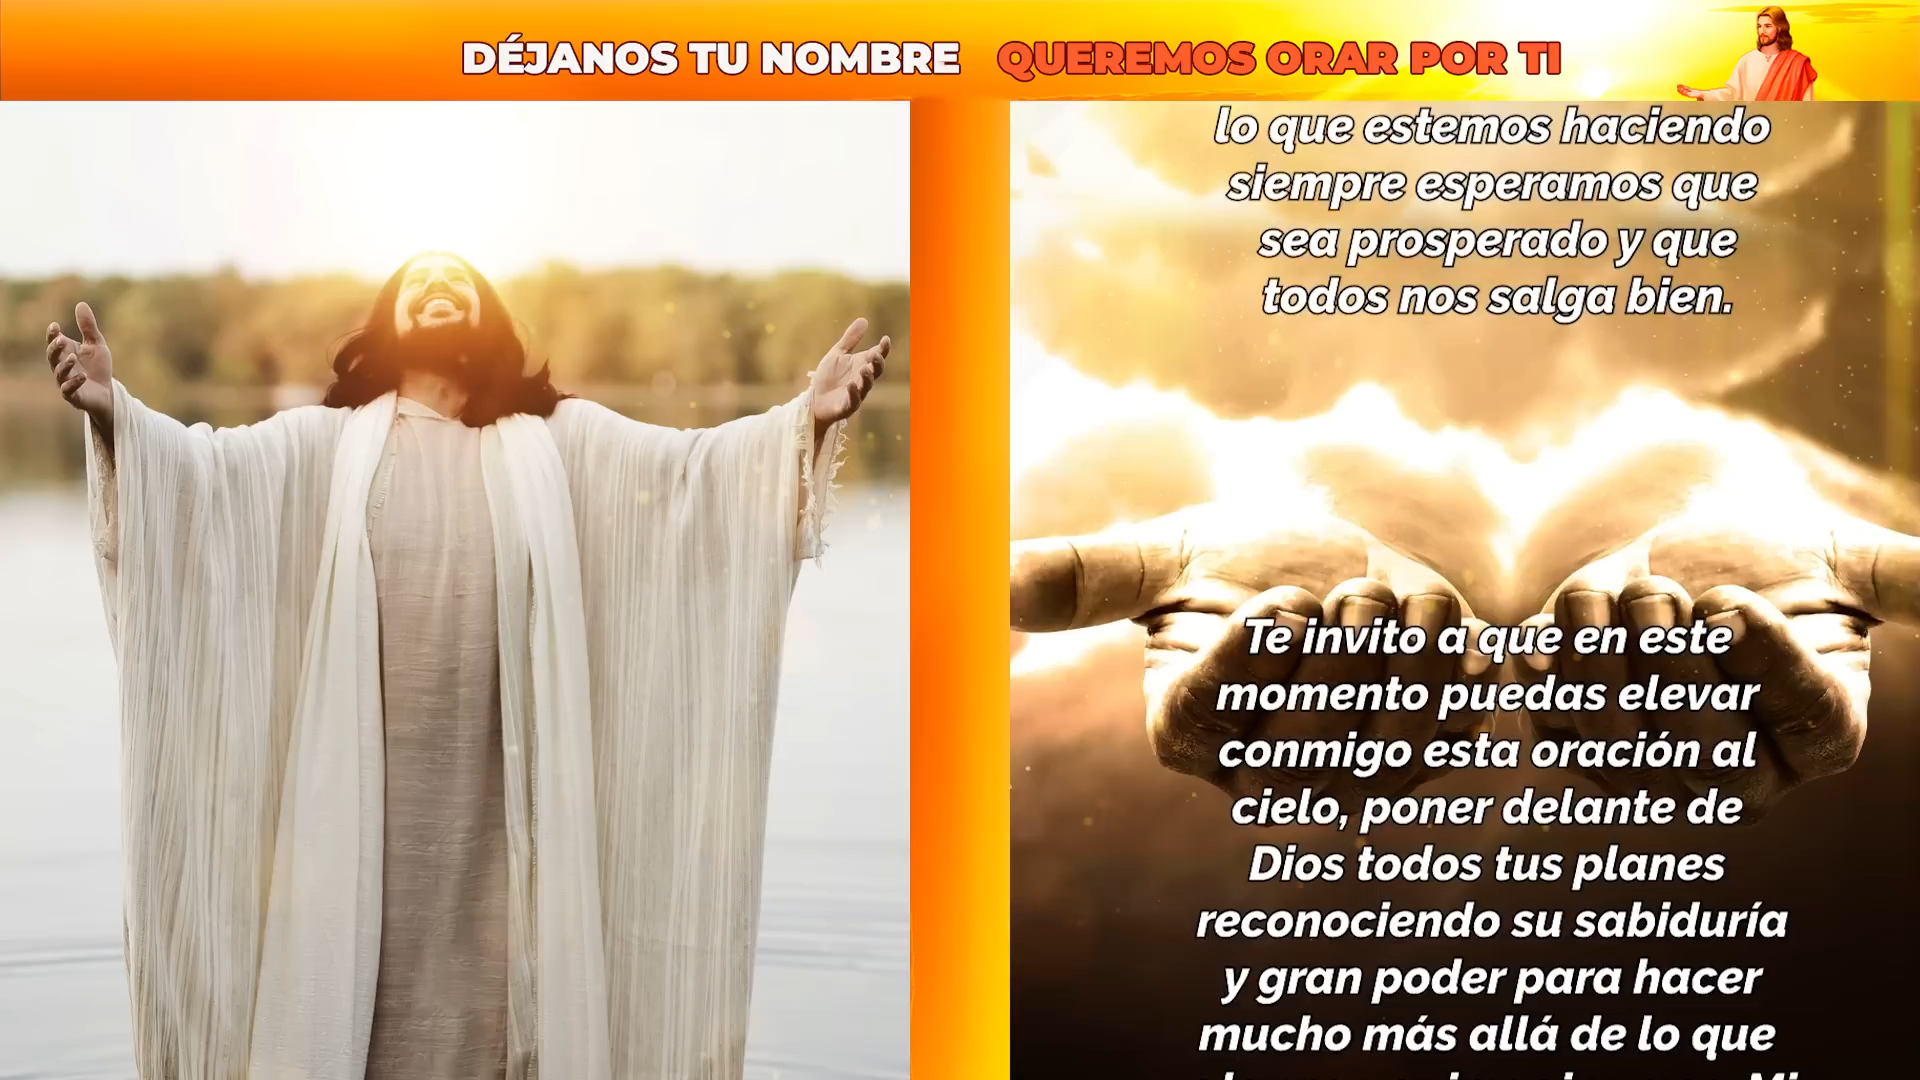 DÉJANOS TU NOMBRE QUEREMOS ORAR POR TI
lo que estemos haciendo
siempre esperamos que
sea prosperado y que
todos nos salga bien.
Te invito a que en este
momento puedas elevar
conmigo esta oración al
cielo, poner delante de
Dios todos tus planes
reconociendo su sabiduría
y gran poder para hacer
mucho más allá de lo que